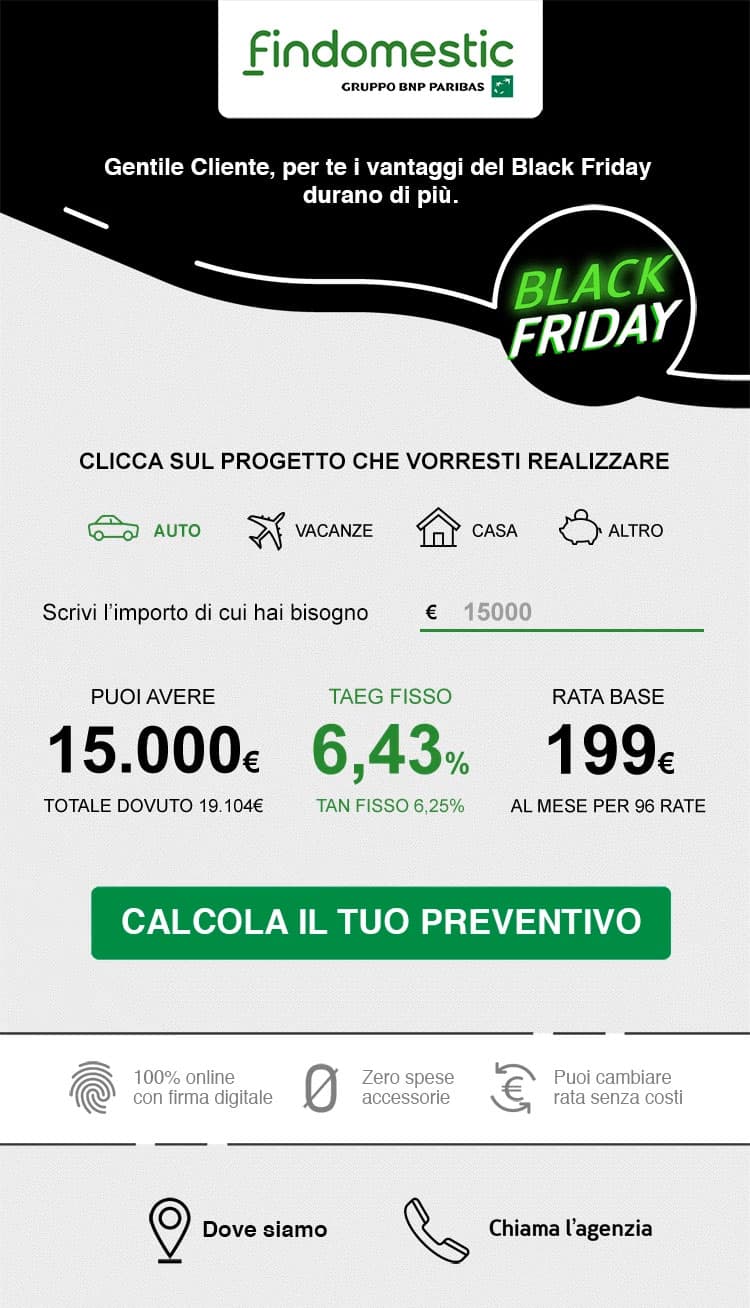 findomestic
GRUPPO BNP PARIBAS
Gentile Cliente, per te i vantaggi del Black Friday
durano di più.
BLACK
FRIDAY
CLICCA SUL PROGETTO CHE VORRESTI REALIZZARE
AUTO VACANZE CASA ALTRO
Scrivi l'importo di cui hai bisogno € 15000
PUOI AVERE TAEG FISSO RATA BASE
15.000€ 6,43% 199€
TOTALE DOVUTO 19.104€ TAN FISSO 6,25% AL MESE PER 96 RATE
CALCOLA IL TUO PREVENTIVO
100% online Zero spese Puoi cambiare
con firma digitale accessorie rata senza costi
Dove siamo Chiama l'agenzia